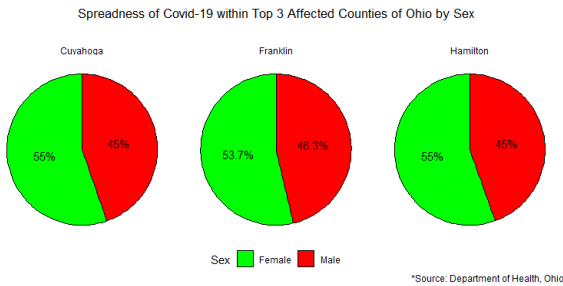 Spreadness of Covid-19 within Top 3 Affected Counties of Ohio by Sex
Cuyahoga Franklin Hamilton
55% 45% 53.7% 46.3% 55% 45%
Sex Female Male
*Source: Department of Health, Ohio